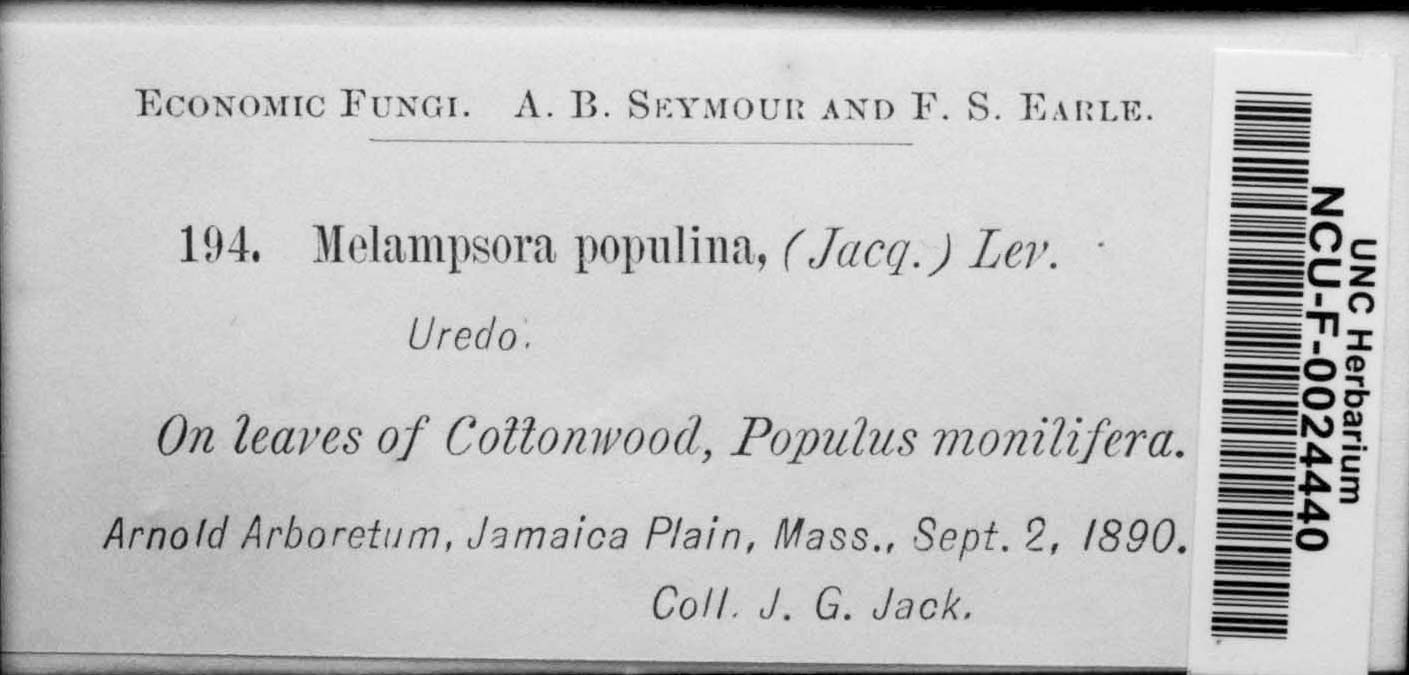 ECONOMIC FUNGI. A. B. SEYMOUR AND F. S. EARLE.
194. Melampsora populina, (Jacq.) Lev.
Uredo.
On leaves of Cottonwood, Populus monilifera.
Arnold Arboretum, Jamaica Plain, Mass., Sept. 2, 1890.
Coll. J. G. Jack.
UNC Herbarium
NCU-F-0024440